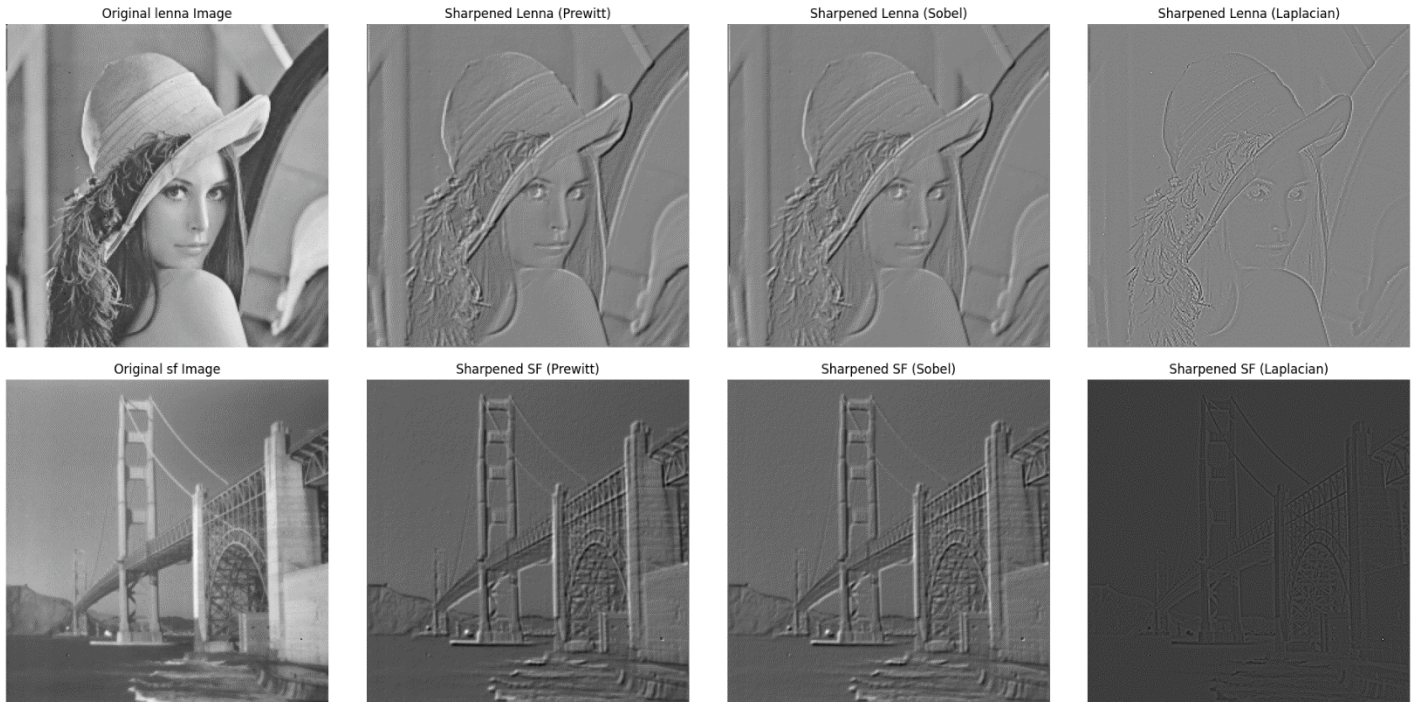 Original lenna Image
Sharpened Lenna (Prewitt)
Sharpened Lenna (Sobel)
Sharpened Lenna (Laplacian)
Original sf Image
Sharpened SF (Prewitt)
Sharpened SF (Sobel)
Sharpened SF (Laplacian)